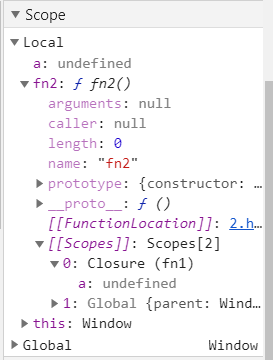 Scope
Local
a: undefined
fn2: ƒ fn2()
arguments: null
caller: null
length: 0
name: "fn2"
prototype: {constructor: …
__proto__: ƒ ()
[[FunctionLocation]]: 2.h
[[Scopes]]: Scopes[2]
0: Closure (fn1)
a: undefined
1: Global {parent: Wind…
this: Window
Global Window